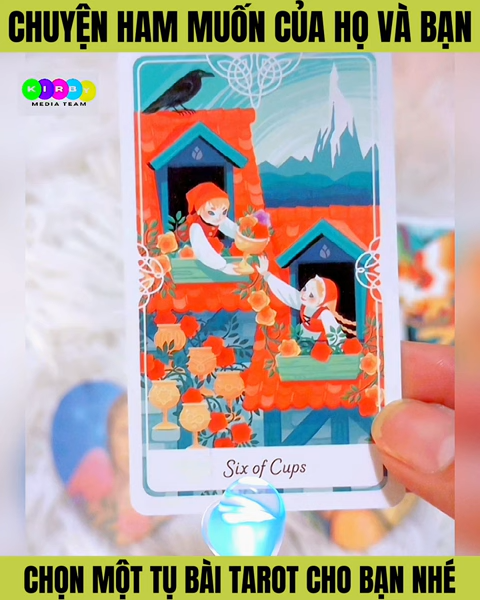 CHUYỆN HAM MUỐN CỦA HỌ VÀ BẠN
KIRBY
MEDIA TEAM
Six of Cups
CHỌN MỘT TỤ BÀI TAROT CHO BẠN NHÉ